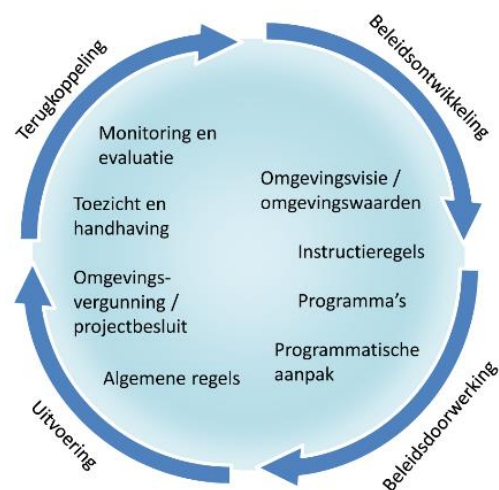 Terugkoppeling
Beleidsontwikkeling
Monitoring en
evaluatie
Toezicht en
handhaving
Omgevings-
vergunning /
projectbesluit
Algemene regels
Omgevingsvisie /
omgevingswaarden
Instructieregels
Programma's
Programmatische
aanpak
Uitvoering
Beleidsdoorwerking